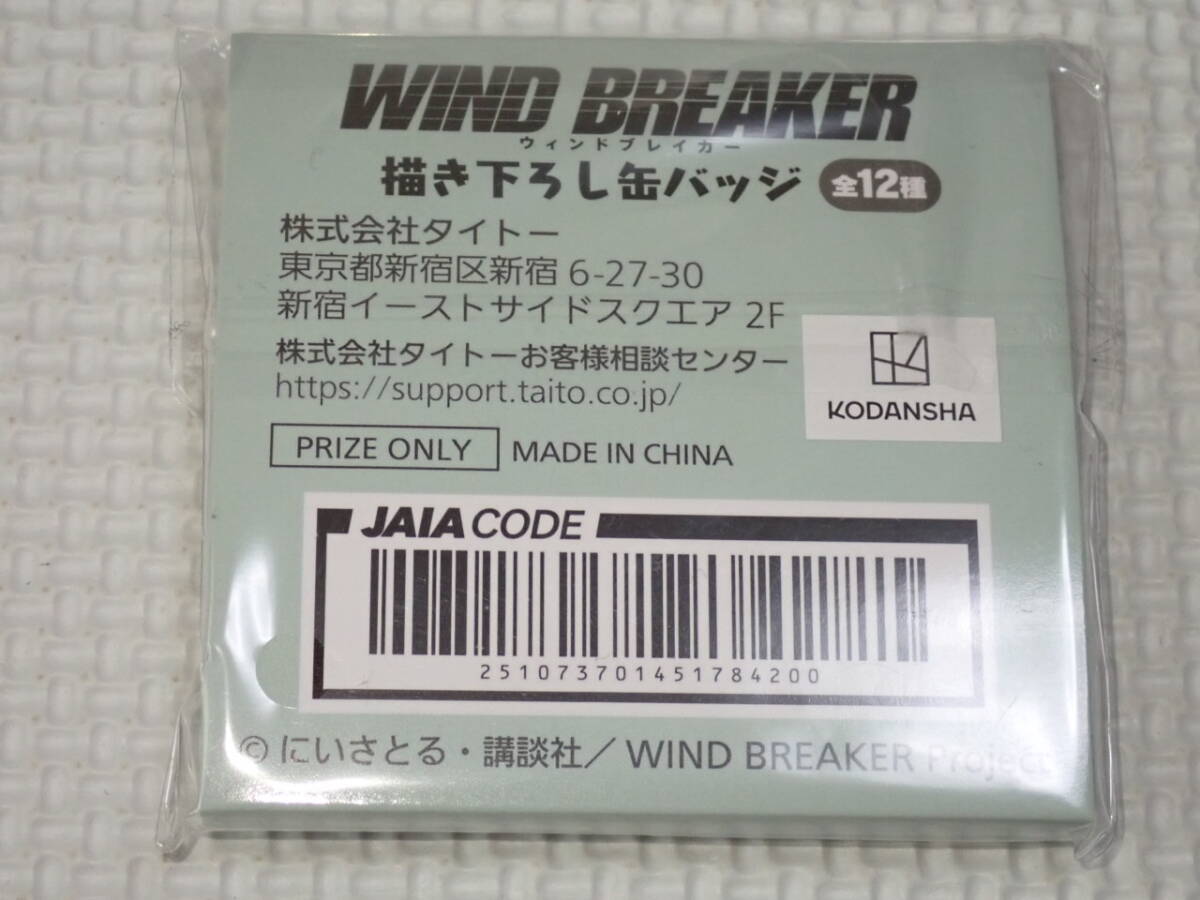 WIND BREAKER
ウィンドブレイカー
描き下ろし缶バッジ 全12種
株式会社タイトー
東京都新宿区新宿 6-27-30
新宿イーストサイドスクエア 2F
株式会社タイトーお客様相談センター
https://support.taito.co.jp/
KODANSHA
PRIZE ONLY MADE IN CHINA
JAIA CODE
251073701451784200
© にいさとる・講談社／WIND BREAKER Project